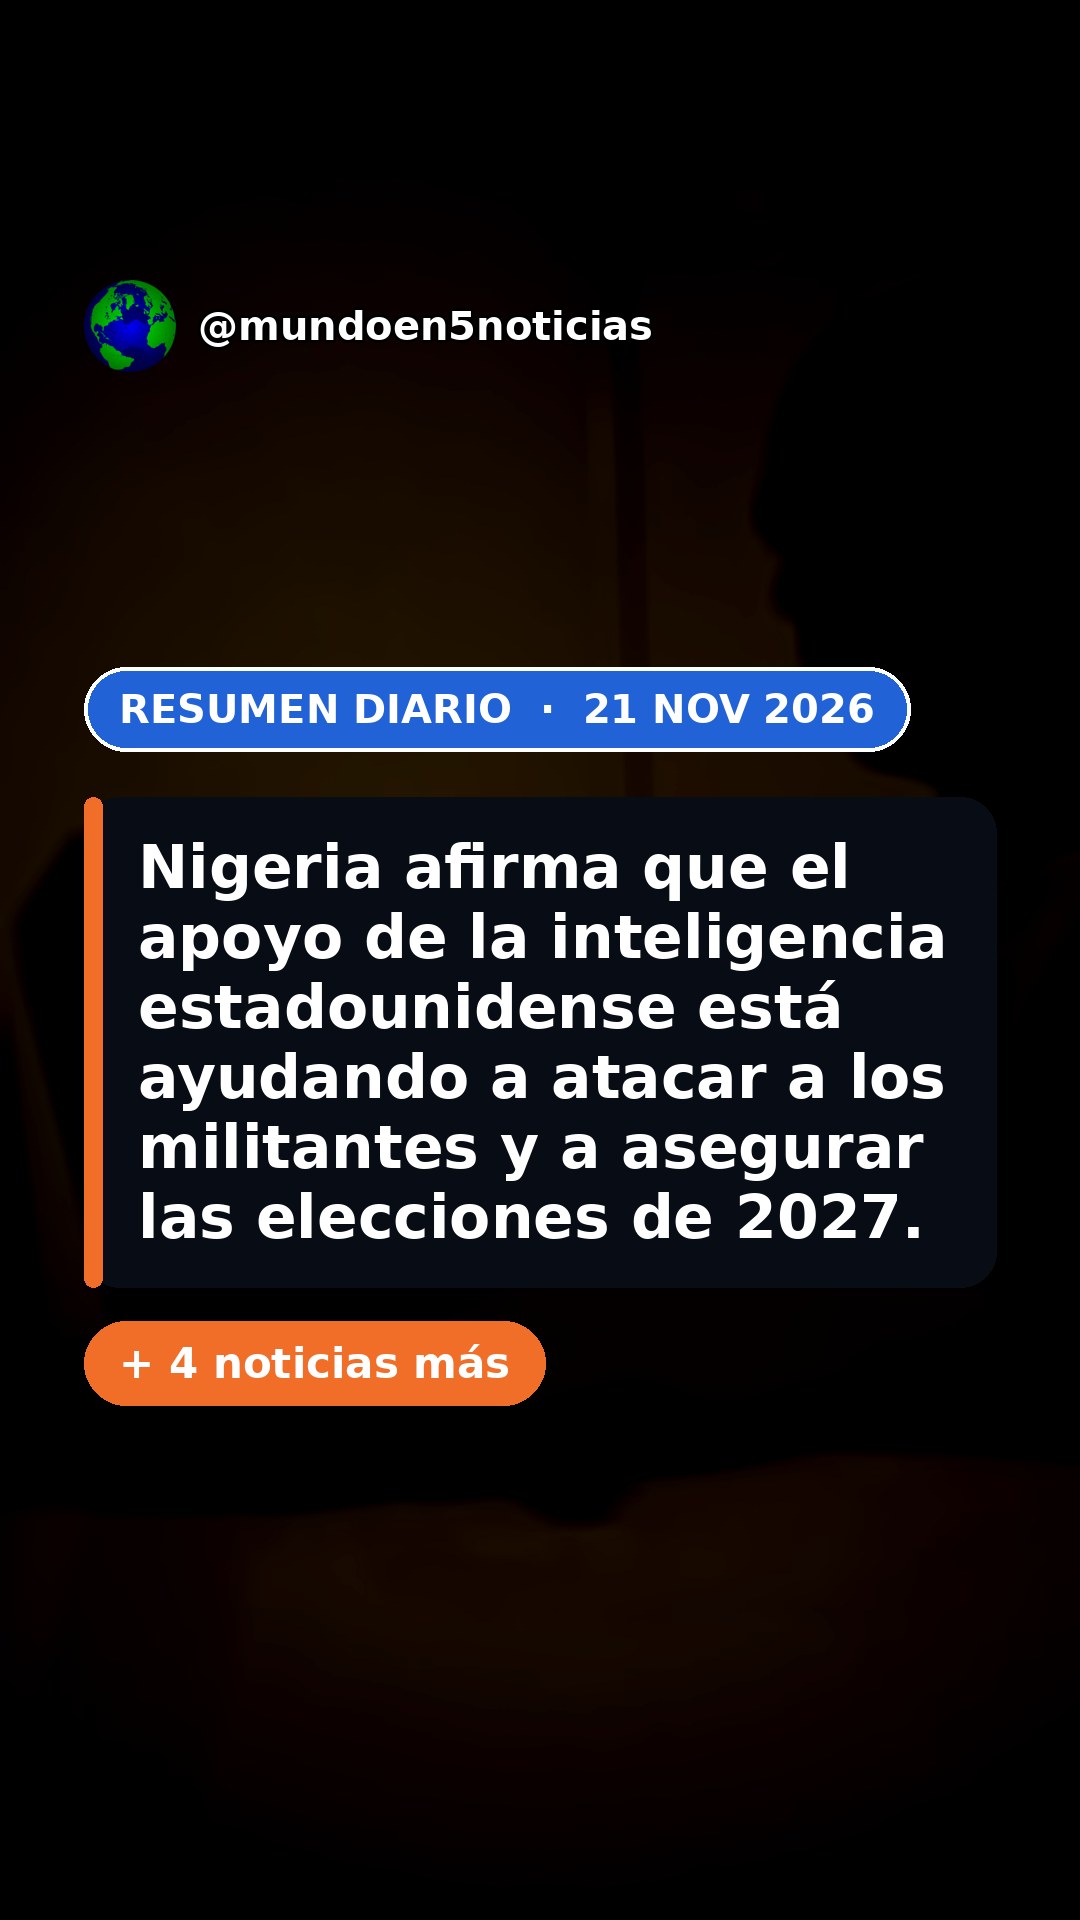 @mundoen5noticias
RESUMEN DIARIO · 21 NOV 2026
Nigeria afirma que el
apoyo de la inteligencia
estadounidense está
ayudando a atacar a los
militantes y a asegurar
las elecciones de 2027.
+ 4 noticias más